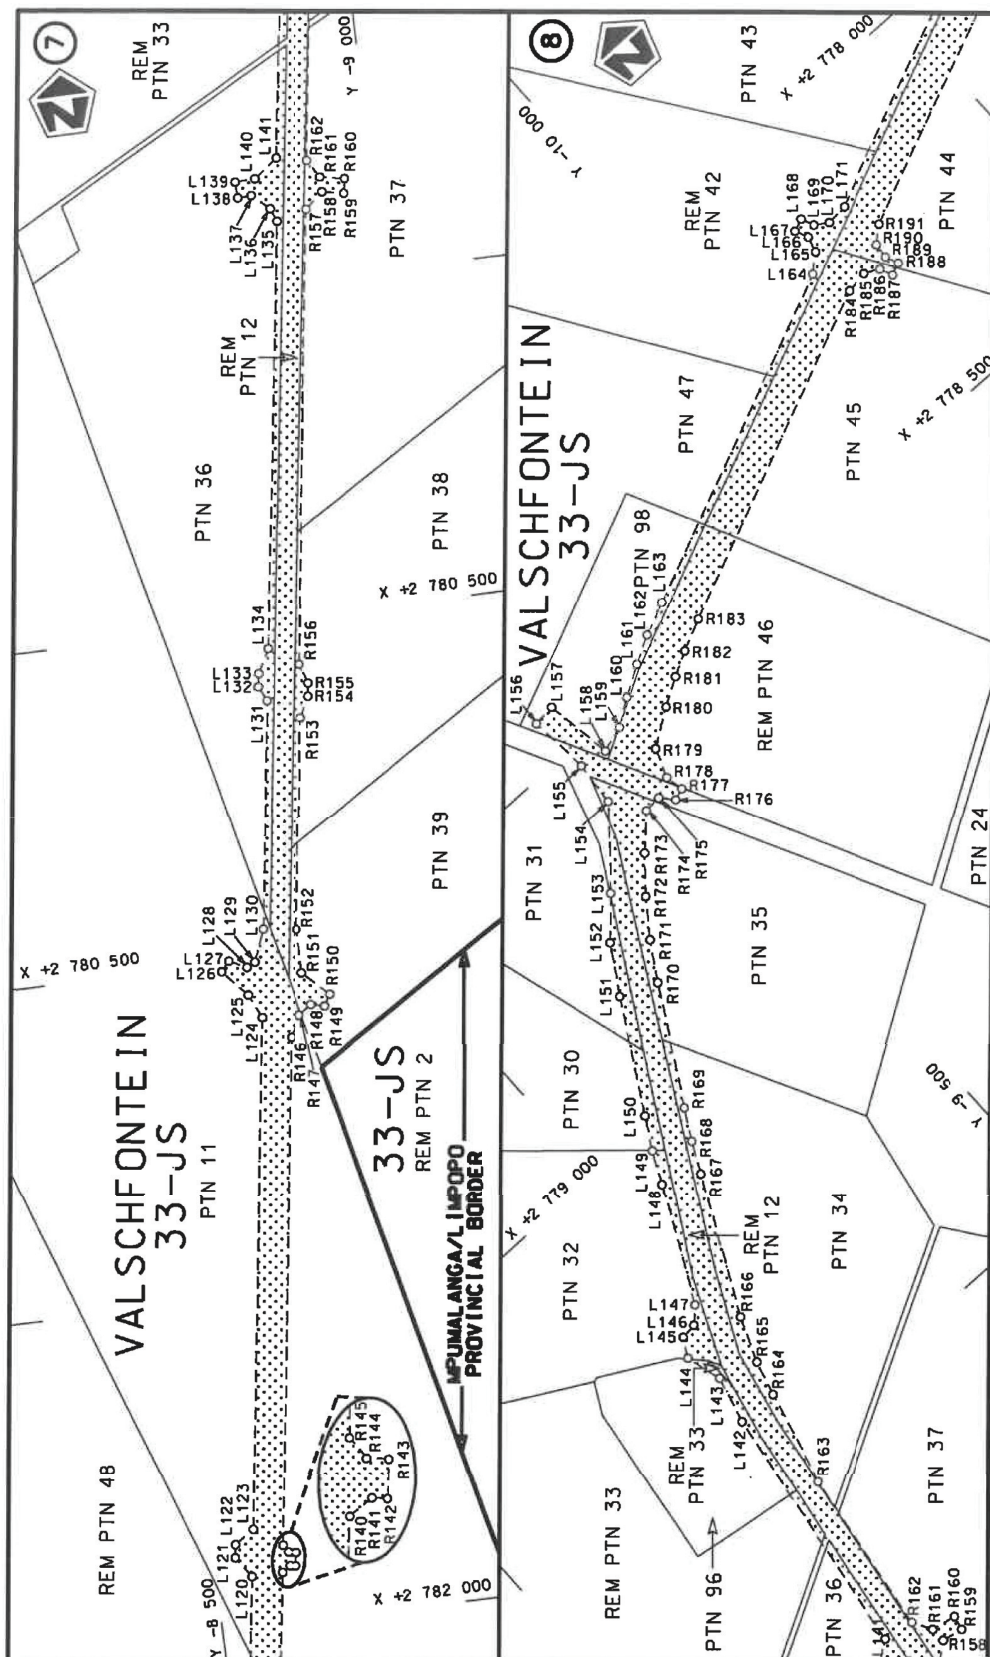 7
REM
PTN 33
Y -9 000
L139
L138
L140
L141
L137
L136
L135
R162
R161
R160
R157
R158
R159
PTN 37
REM
PTN 12
PTN 36
PTN 38
X +2 780 500
L134
L133
L132
L131
R156
R155
R154
R153
PTN 39
L130
L129
L128
L127
L126
L125
L124
R152
R151
R150
R149
R148
R146
R147
X +2 780 500
VALSCHFONTEIN
33-JS
PTN 11
33-JS
REM PTN 2
MPUMALANGA/LIMPOPO
PROVINCIAL BORDER
REM PTN 48
L123
L122
L121
L120
R145
R144
R143
R140
R141
R142
Y -8 500
X +2 782 000
8
PTN 43
X +2 778 000
Y -10 000
REM
PTN 42
L168
L169
L170
L171
L167
L166
L165
L164
R191
R190
R189
R188
R184
R185
R186
R187
PTN 44
X +2 778 500
PTN 45
PTN 47
VALSCHFONTEIN
33-JS
PTN 98
L163
L162
L161
L160
L159
L158
L157
L156
L155
L154
L153
L152
L151
R183
R182
R181
R180
R179
R178
R177
R176
R175
R174
R173
R172
R171
R170
REM PTN 46
PTN 24
PTN 31
PTN 35
PTN 30
Y -9 500
L150
L149
L148
R169
R168
R167
X +2 779 000
REM
PTN 12
PTN 34
PTN 32
L147
L146
L145
L144
L143
L142
R166
R165
R164
R163
REM
PTN 33
REM PTN 33
PTN 96
PTN 37
PTN 36
L141
R162
R161
R160
R159
R158